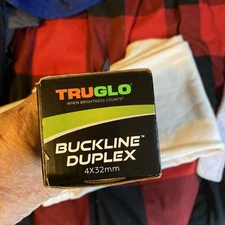 TRUGLO
WHEN BRIGHTNESS COUNTS®
BUCKLINE™
DUPLEX
4X32mm